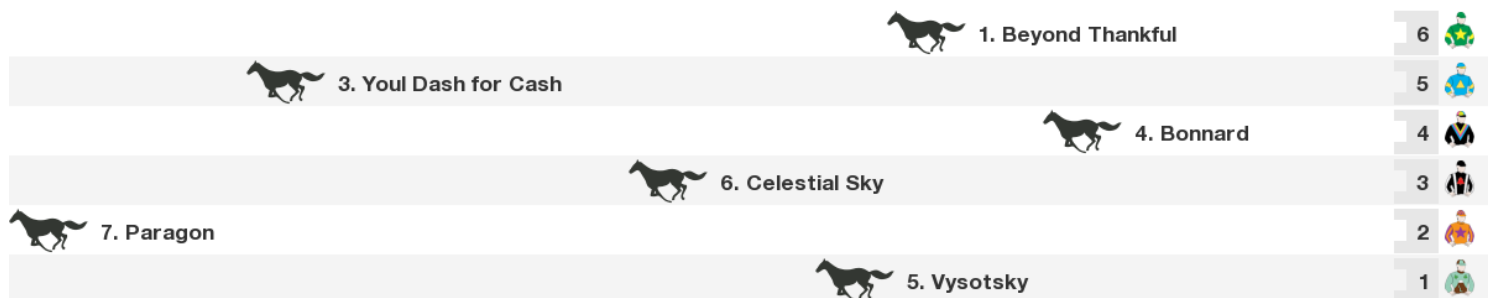 1. Beyond Thankful 6
3. Youl Dash for Cash 5
4. Bonnard 4
6. Celestial Sky 3
7. Paragon 2
5. Vysotsky 1